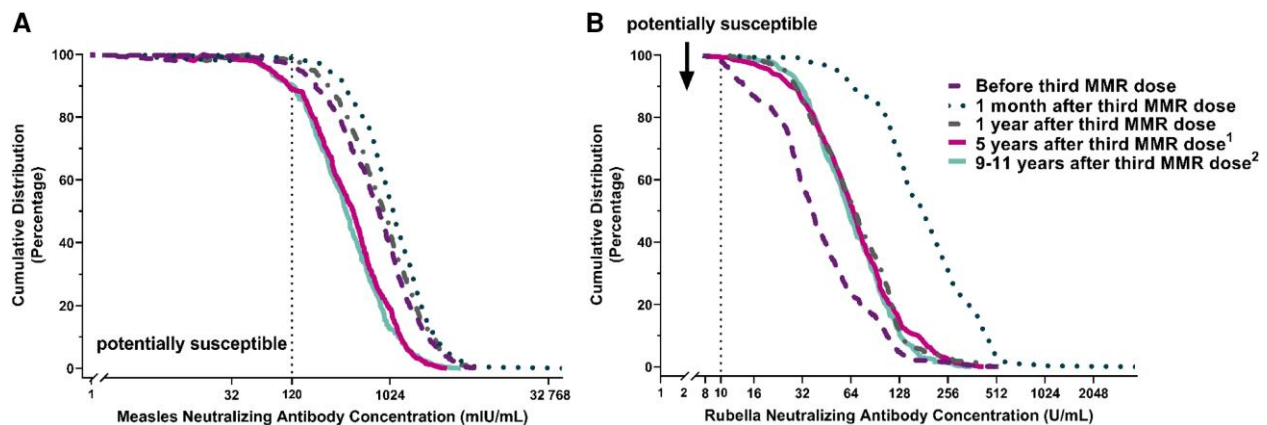 A
100
80
60
40
20
0
Cumulative Distribution
(Percentage)
potentially susceptible
1
32
120
1024
32 768
Measles Neutralizing Antibody Concentration (mIU/mL)
B
potentially susceptible
100
80
60
40
20
0
Cumulative Distribution
(Percentage)
1
2
8
10
16
32
64
128
256
512
1024
2048
Rubella Neutralizing Antibody Concentration (U/mL)
Before third MMR dose
1 month after third MMR dose
1 year after third MMR dose
5 years after third MMR dose¹
9-11 years after third MMR dose²